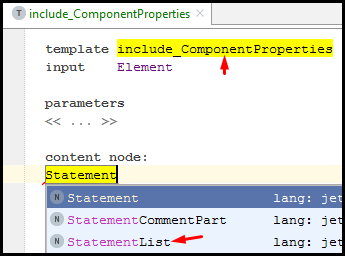 T include_ComponentProperties ×
template include_ComponentProperties
input Element
parameters
<< ... >>
content node:
Statement
N Statement lang: jet
N StatementCommentPart lang: jet
N StatementList lang: jet